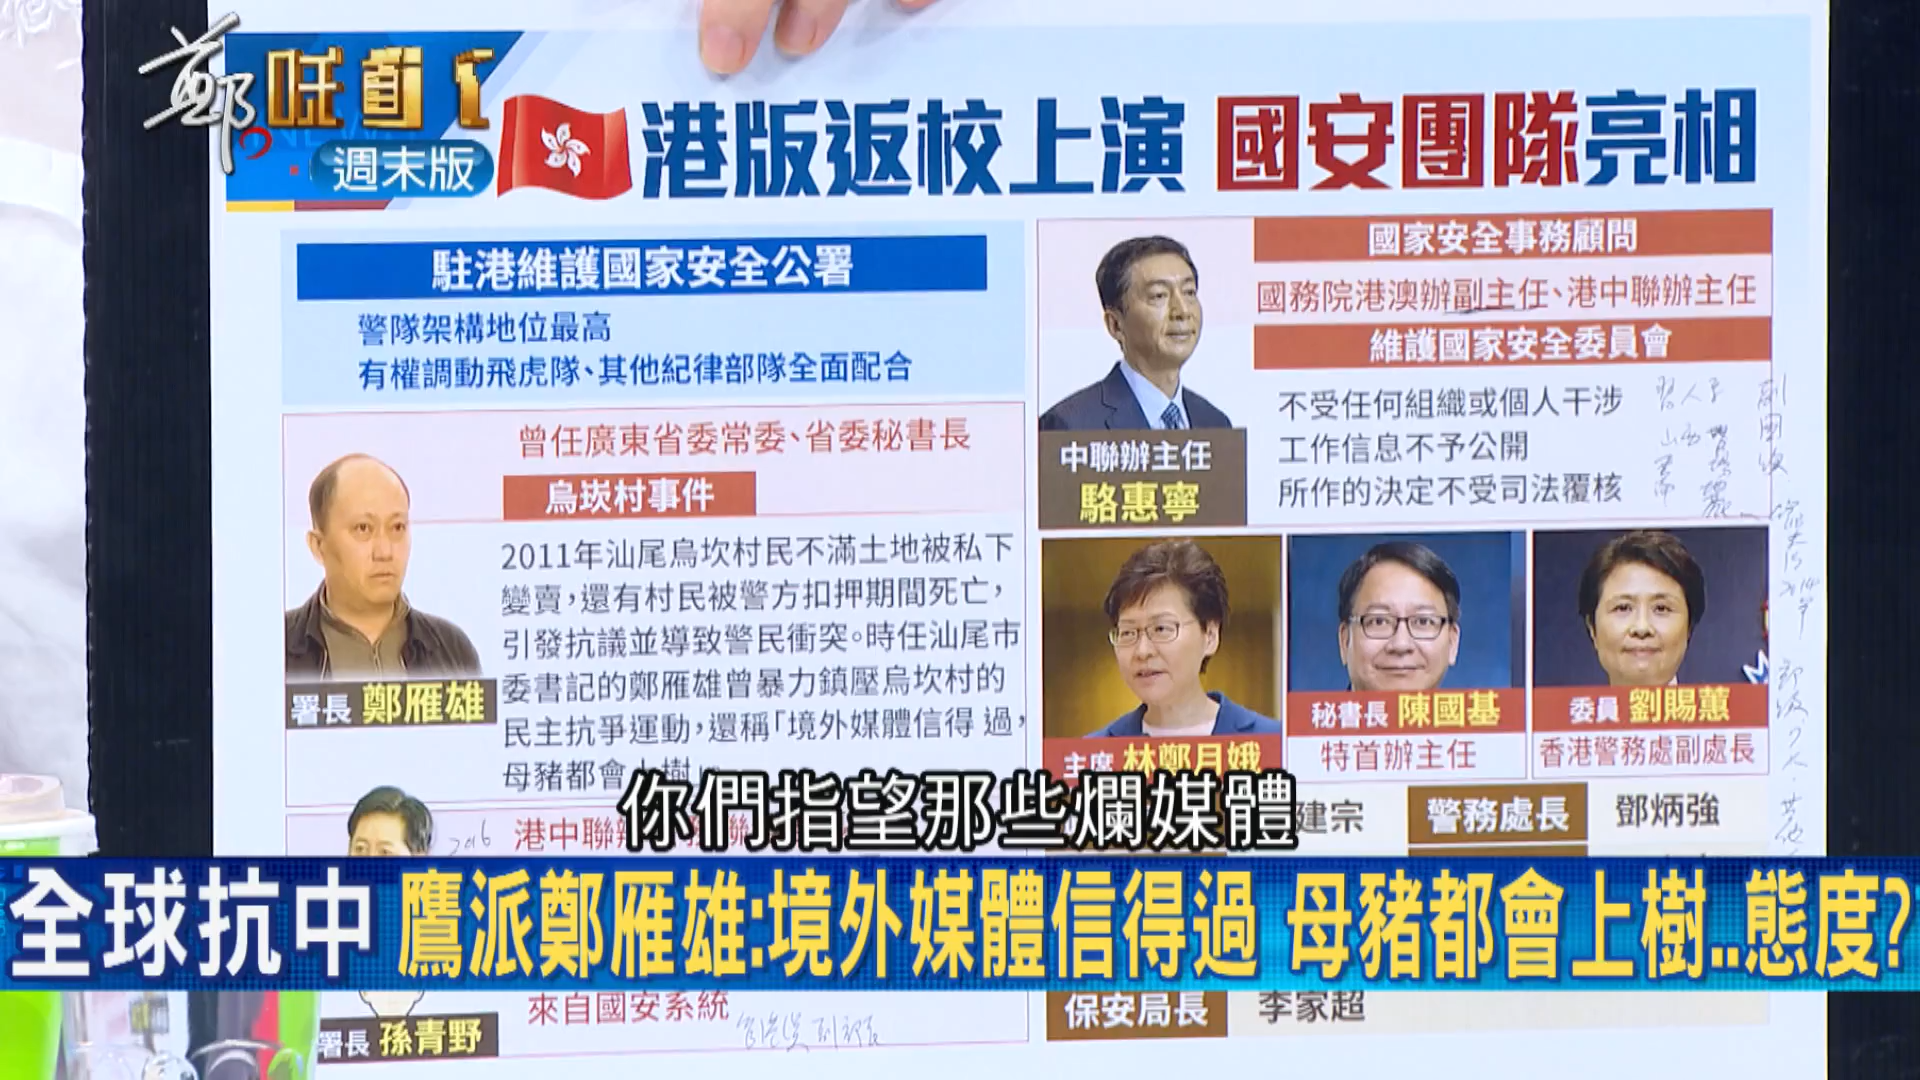 鄭
週末版
港版返校上演 國安團隊亮相
駐港維護國家安全公署
警隊架構地位最高
有權調動飛虎隊、其他紀律部隊全面配合
曾任廣東省委常委、省委秘書長
烏崁村事件
2011年汕尾烏坎村民不滿土地被私下
變賣,還有村民被警方扣押期間死亡,
引發抗議並導致警民衝突。時任汕尾市
委書記的鄭雁雄曾暴力鎮壓烏坎村的
民主抗爭運動,還稱「境外媒體信得 過,
母豬都會上樹」。
署長 鄭雁雄
國家安全事務顧問
國務院港澳辦副主任、港中聯辦主任
維護國家安全委員會
不受任何組織或個人干涉
工作信息不予公開
所作的決定不受司法覆核
中聯辦主任
駱惠寧
主席 林鄭月娥
秘書長 陳國基
特首辦主任
委員 劉賜蕙
香港警務處副處長
2016
港中聯
建宗
警務處長
鄧炳強
你們指望那些爛媒體
全球抗中
鷹派鄭雁雄:境外媒體信得過 母豬都會上樹..態度?
來自國安系統
署長 孫青野
保安局長
李家超